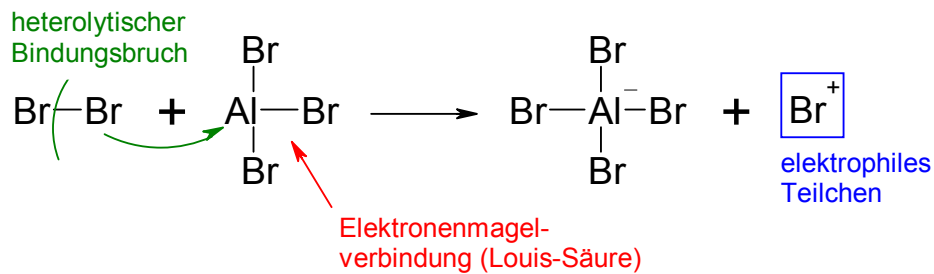 heterolytischer
Bindungsbruch
Br
Br
Br Br + Al Br Br Al⁻ Br + Br⁺
Br
Br
elektrophiles
Teilchen
Elektronenmagel-
verbindung (Louis-Säure)